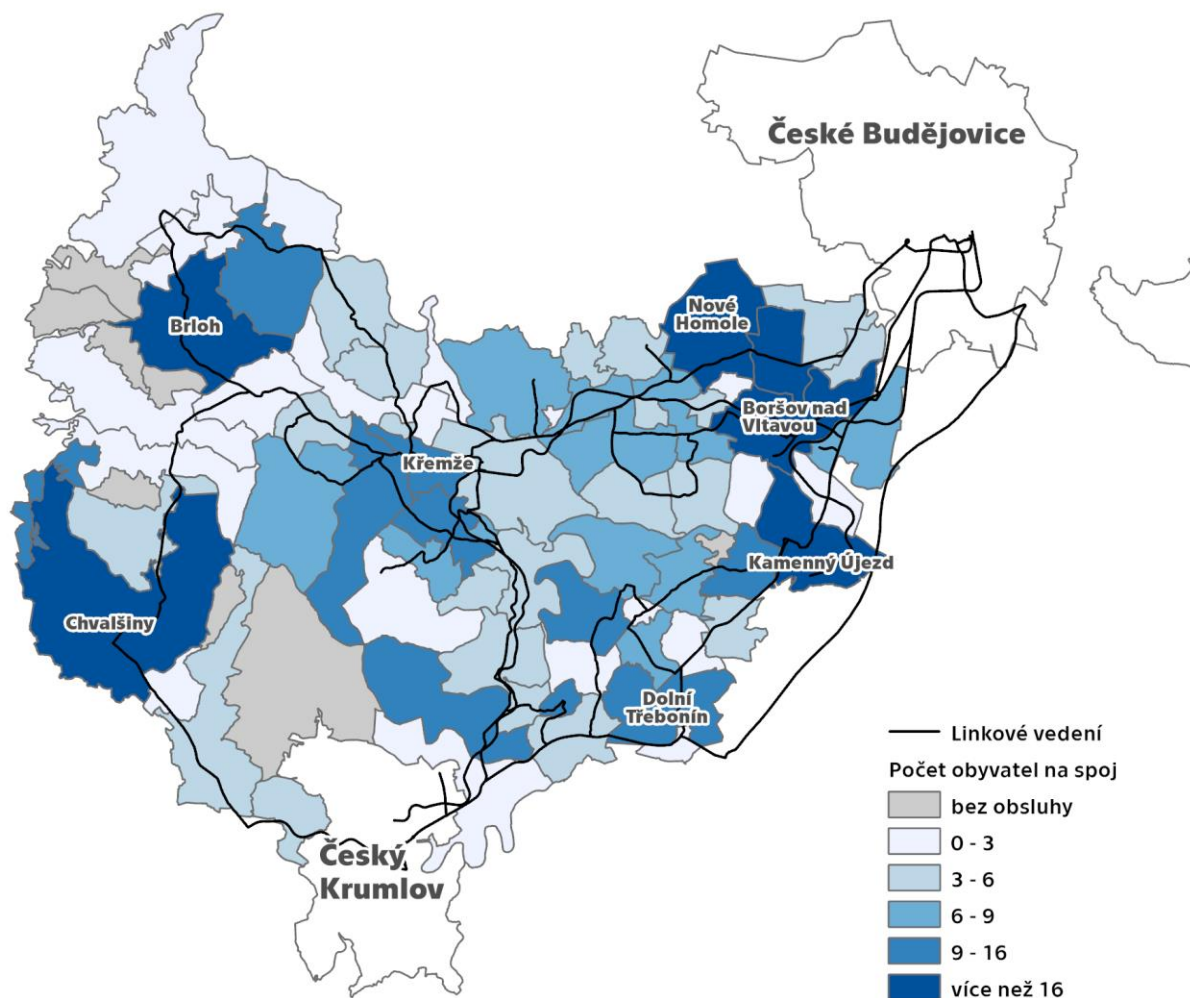 České Budějovice
Nové
Homole
Brloh
Boršov nad
Vltavou
Křemže
Kamenný Újezd
Chvalšiny
Dolní
Třebonín
Český
Krumlov
Linkové vedení
Počet obyvatel na spoj
bez obsluhy
0 - 3
3 - 6
6 - 9
9 - 16
více než 16